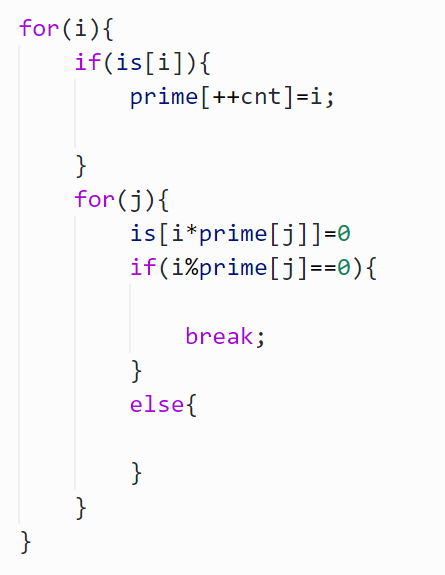 for(i){
if(is[i]){
prime[++cnt]=i;
}
for(j){
is[i*prime[j]]=0
if(i%prime[j]==0){
break;
}
else{
}
}
}